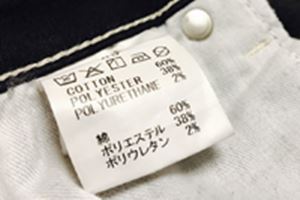 COTTON 60%
POLYESTER 38%
POLYURETHANE 2%
綿 60%
ポリエステル 38%
ポリウレタン 2%